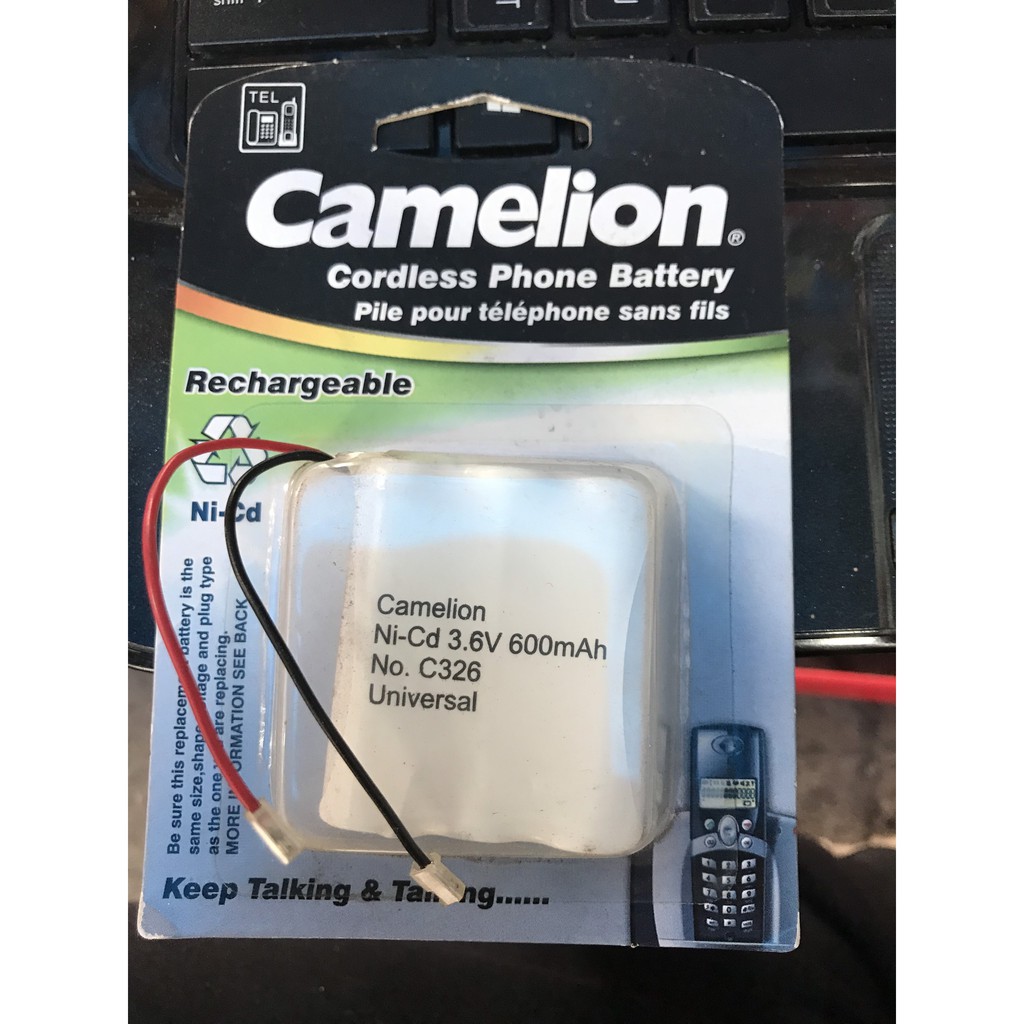 TEL
Camelion®
Cordless Phone Battery
Pile pour téléphone sans fils
Rechargeable
Ni-Cd
Camelion
Ni-Cd 3.6V 600mAh
No. C326
Universal
Be sure this replacement battery is the
same size,shape, voltage and plug type
as the one you are replacing.
MORE INFORMATION SEE BACK
Keep Talking & Talking......